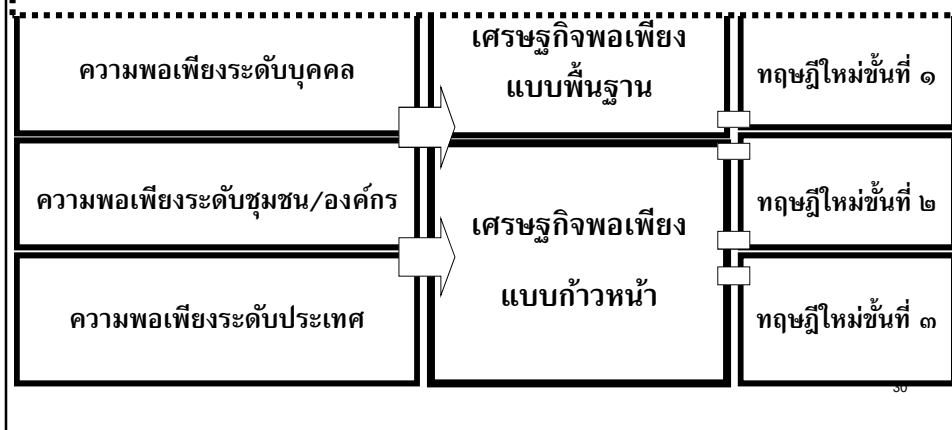 ความพอเพียงระดับบุคคล
เศรษฐกิจพอเพียง
แบบพื้นฐาน
ทฤษฎีใหม่ขั้นที่ ๑
ความพอเพียงระดับชุมชน/องค์กร
เศรษฐกิจพอเพียง
แบบก้าวหน้า
ทฤษฎีใหม่ขั้นที่ ๒
ความพอเพียงระดับประเทศ
ทฤษฎีใหม่ขั้นที่ ๓
30